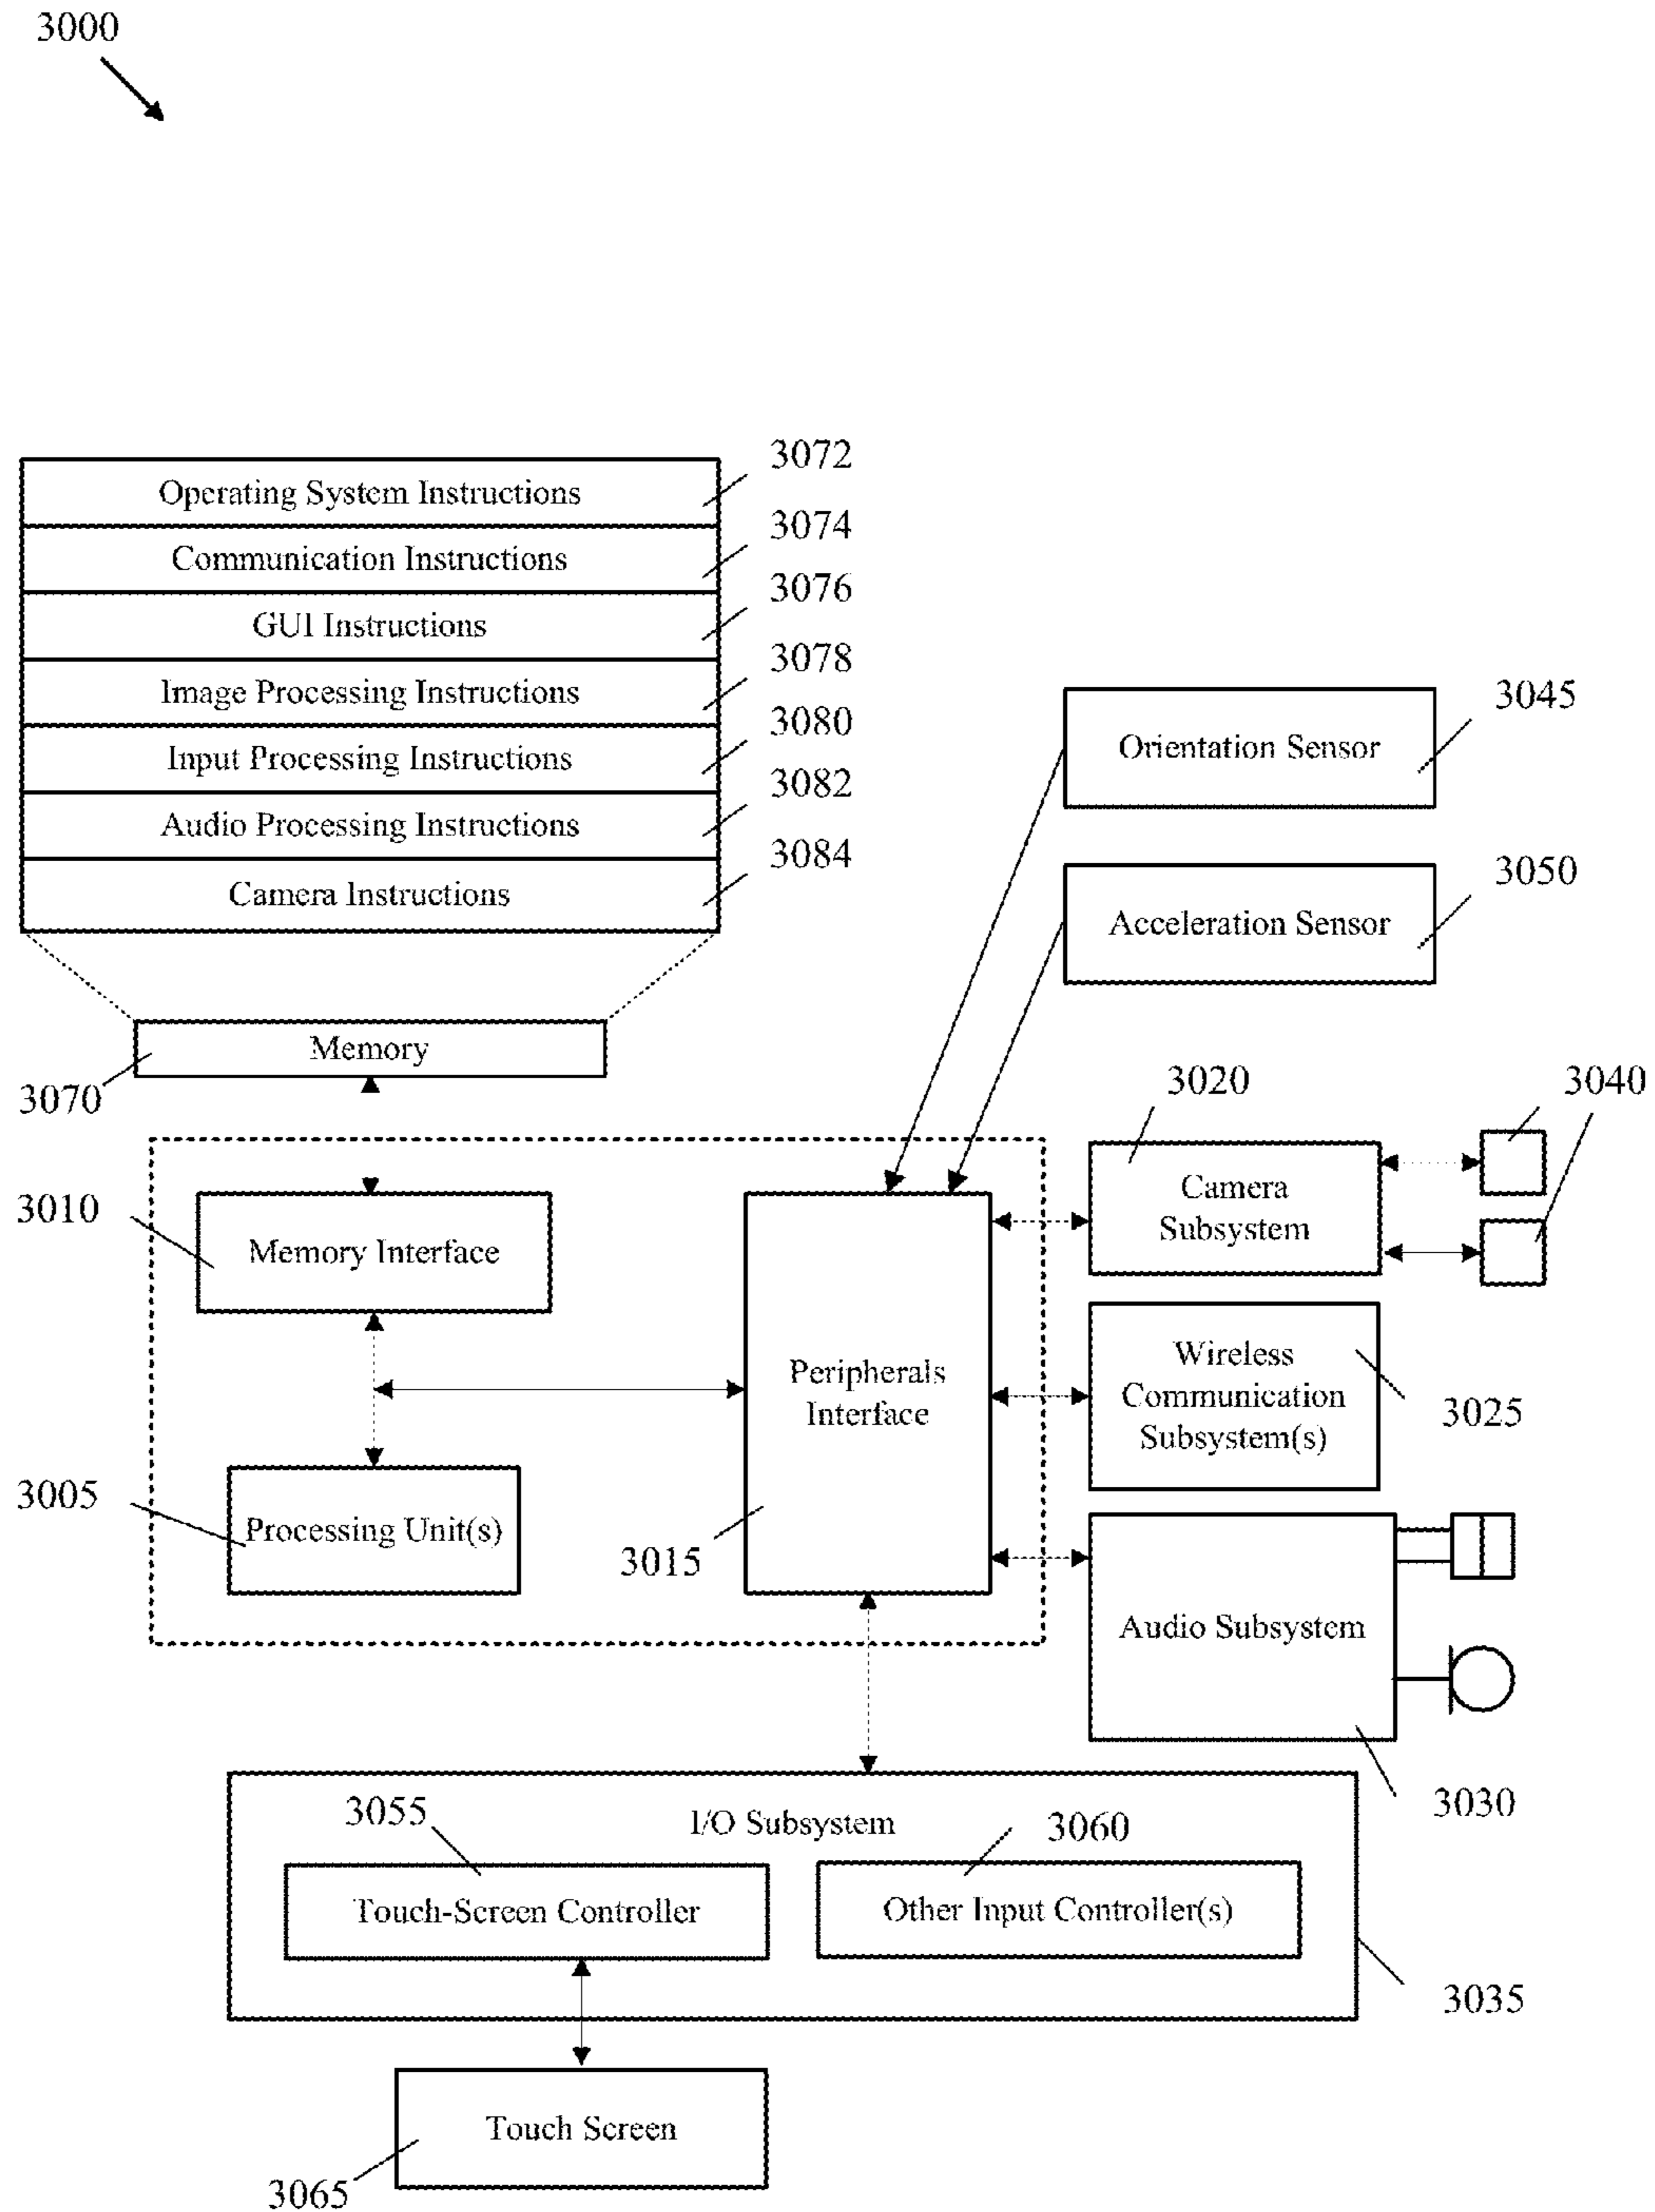 3000
3072
Operating System Instructions
3074
Communication Instructions
3076
GUI Instructions
3078
Image Processing Instructions
3080
Input Processing Instructions
3082
Audio Processing Instructions
3084
Camera Instructions
Memory
3070
3045
Orientation Sensor
3050
Acceleration Sensor
3020
3040
Camera
Subsystem
3010
Memory Interface
Peripherals
Interface
3015
Wireless
Communication
Subsystem(s)
3025
3005
Processing Unit(s)
Audio Subsystem
3030
I/O Subsystem
3055
3060
Touch-Screen Controller
Other Input Controller(s)
3035
Touch Screen
3065